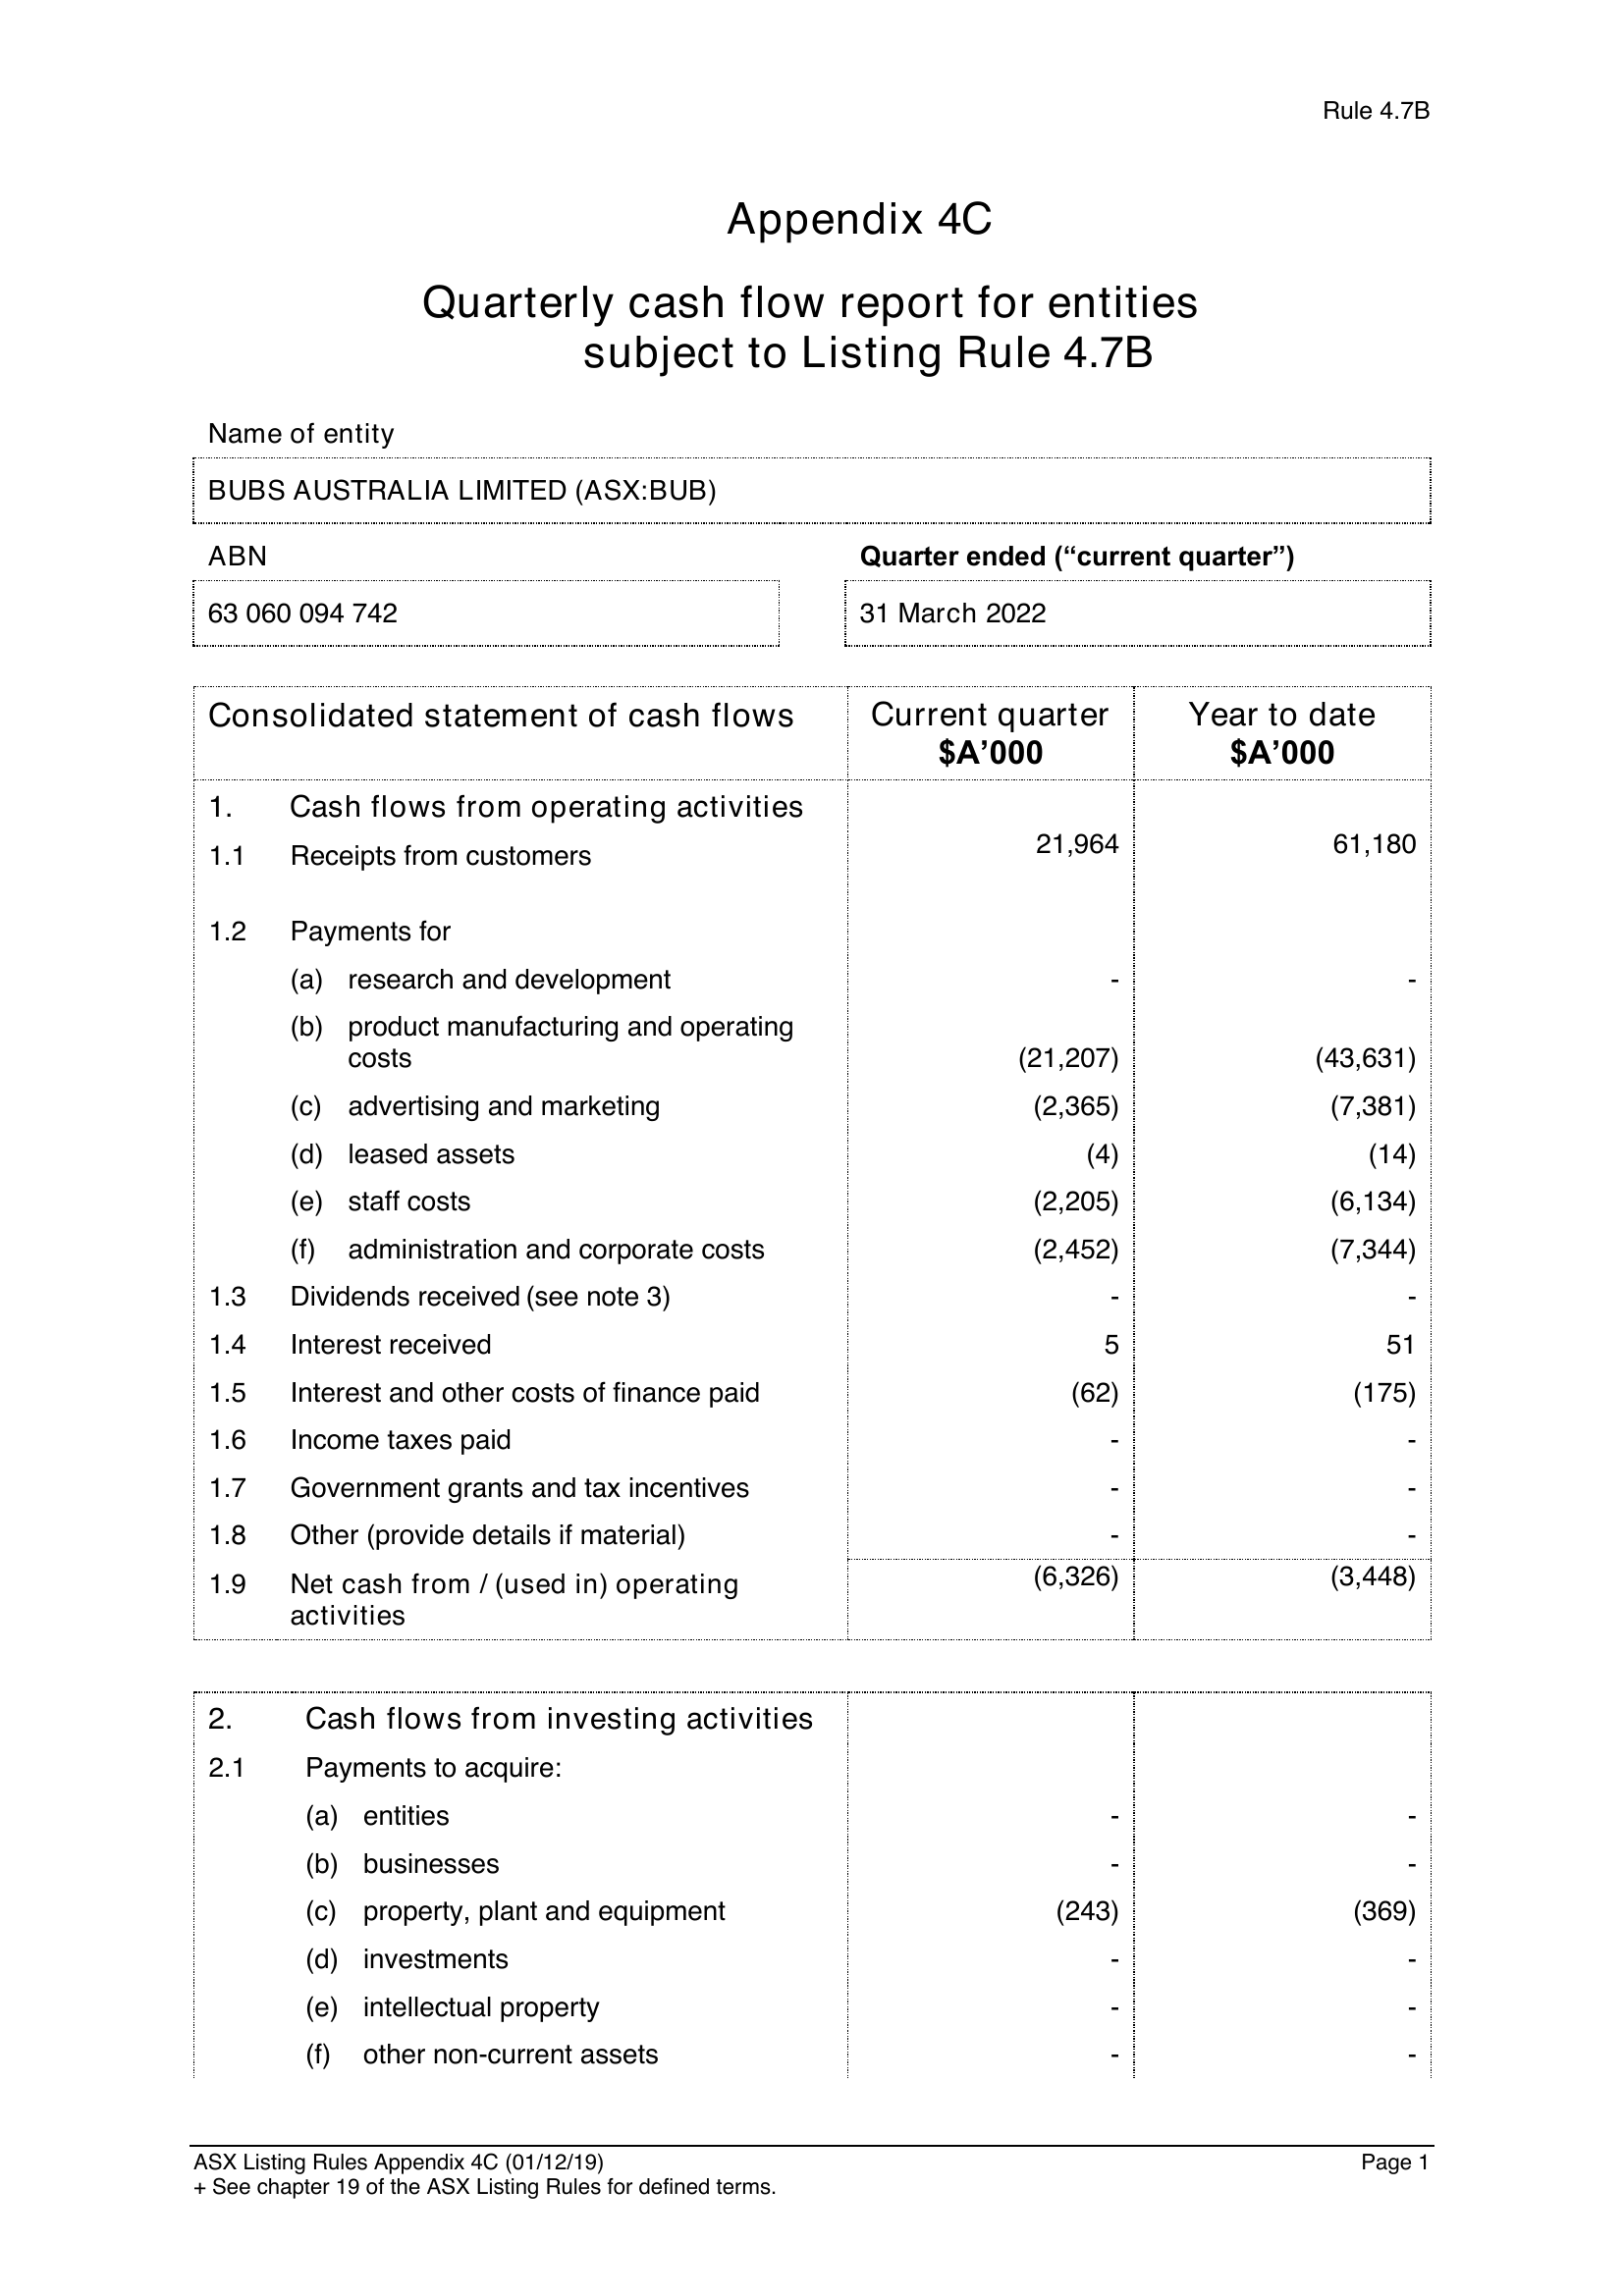 Rule 4.7B
Appendix 4C
Quarterly cash flow report for entities
subject to Listing Rule 4.7B
Name of entity
BUBS AUSTRALIA LIMITED (ASX:BUB)
ABN Quarter ended (“current quarter”)
63 060 094 742 31 March 2022
Consolidated statement of cash flows Current quarter Year to date
$A’000 $A’000
1. Cash flows from operating activities
1.1 Receipts from customers 21,964 61,180
1.2 Payments for
(a) research and development - -
(b) product manufacturing and operating
costs (21,207) (43,631)
(c) advertising and marketing (2,365) (7,381)
(d) leased assets (4) (14)
(e) staff costs (2,205) (6,134)
(f) administration and corporate costs (2,452) (7,344)
1.3 Dividends received (see note 3) - -
1.4 Interest received 5 51
1.5 Interest and other costs of finance paid (62) (175)
1.6 Income taxes paid - -
1.7 Government grants and tax incentives - -
1.8 Other (provide details if material) - -
1.9 Net cash from / (used in) operating (6,326) (3,448)
activities
2. Cash flows from investing activities
2.1 Payments to acquire:
(a) entities - -
(b) businesses - -
(c) property, plant and equipment (243) (369)
(d) investments - -
(e) intellectual property - -
(f) other non-current assets - -
ASX Listing Rules Appendix 4C (01/12/19) Page 1
+ See chapter 19 of the ASX Listing Rules for defined terms.